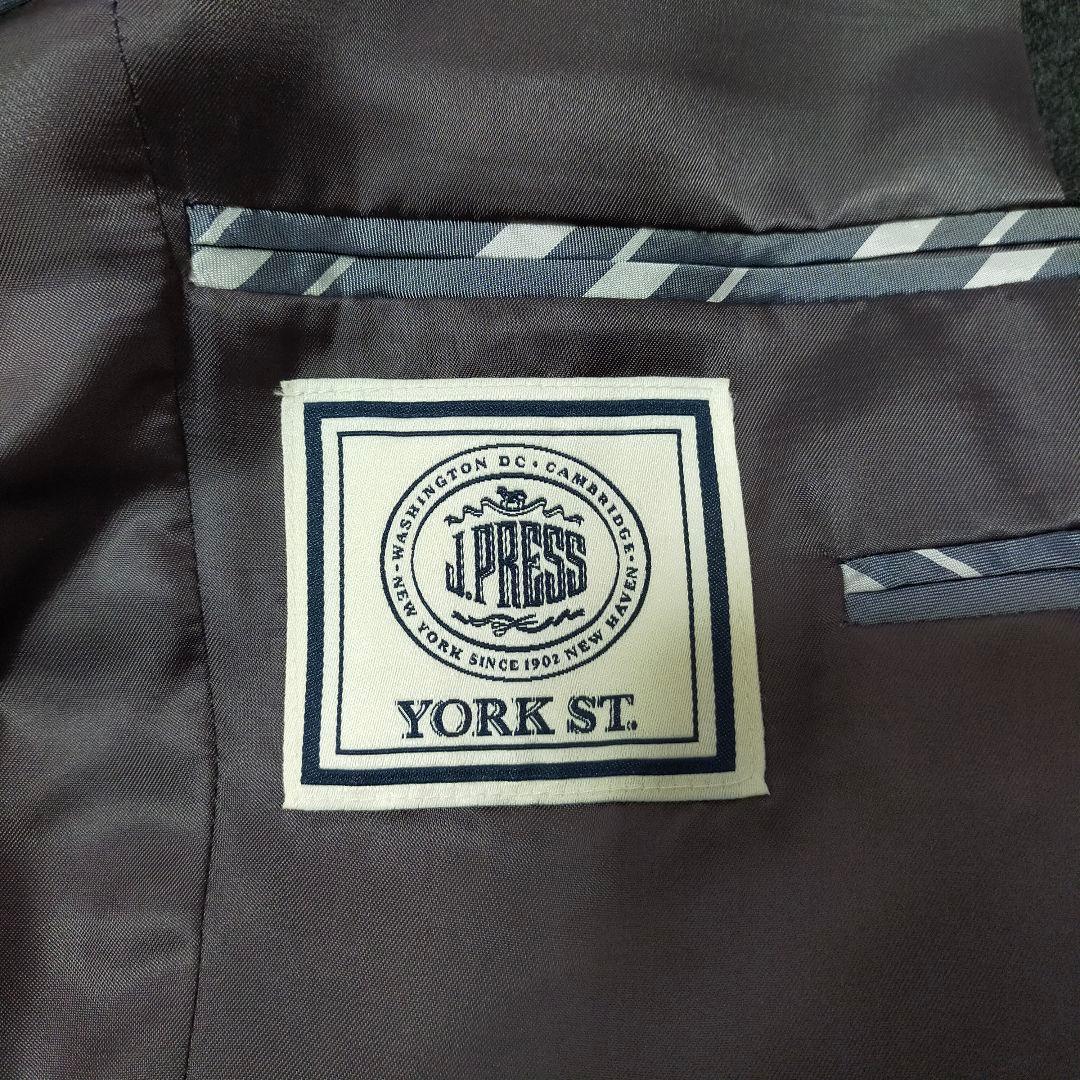 WASHINGTON DC • CAMBRIDGE •
J.PRESS
NEW YORK SINCE 1902 NEW HAVEN
YORK ST.